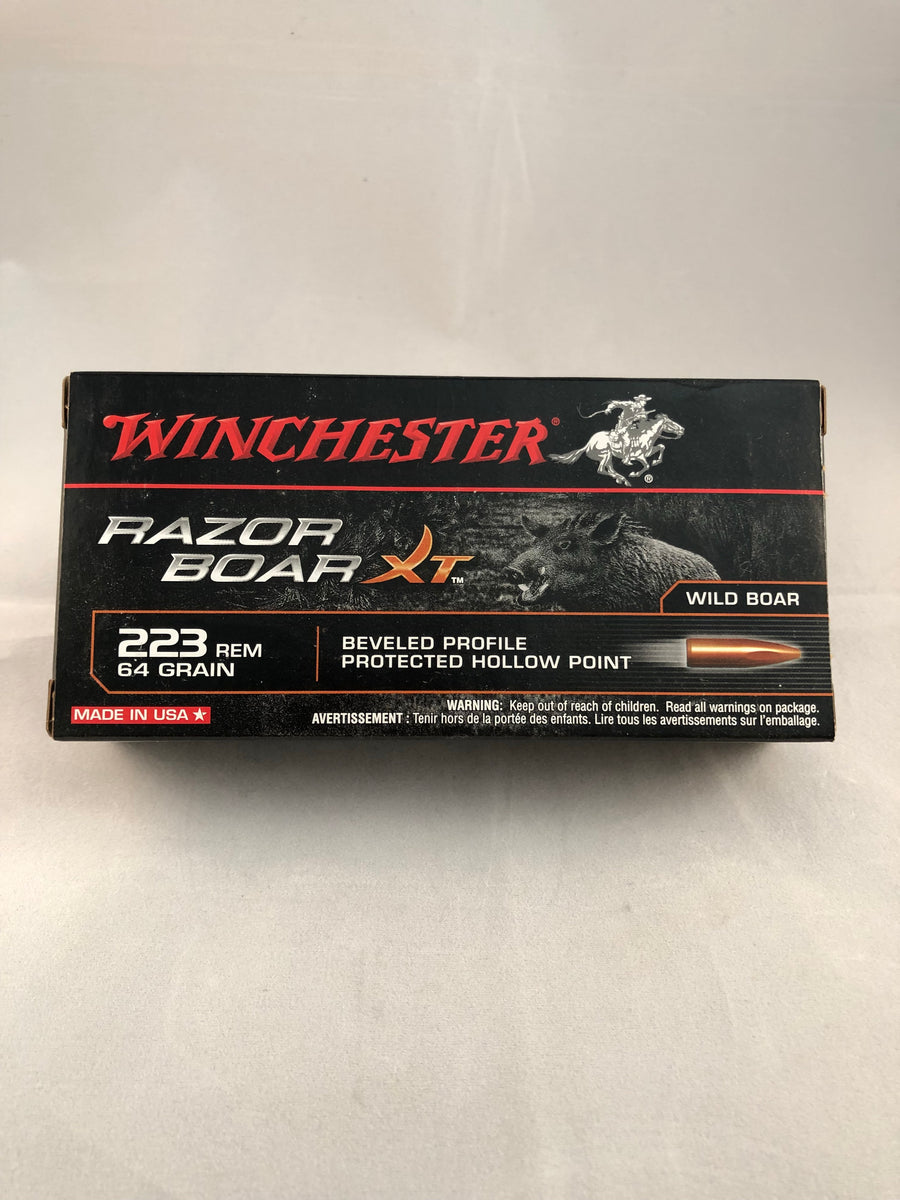 WINCHESTER®
®
RAZOR
BOAR XT™
WILD BOAR
223 REM
64 GRAIN
BEVELED PROFILE
PROTECTED HOLLOW POINT
MADE IN USA
WARNING: Keep out of reach of children. Read all warnings on package.
AVERTISSEMENT : Tenir hors de la portée des enfants. Lire tous les avertissements sur l'emballage.